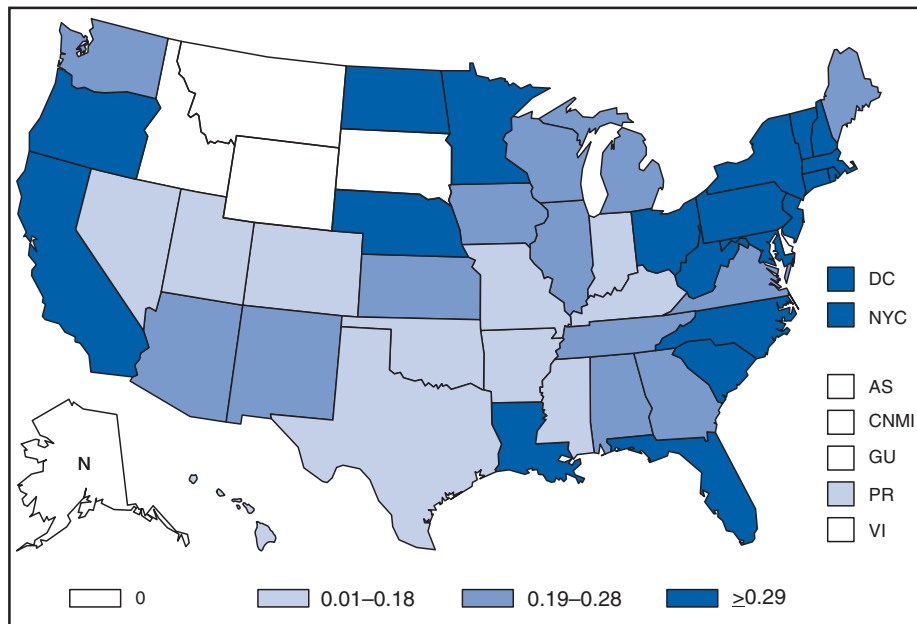 DC
NYC
N
AS
CNMI
GU
PR
VI
0
0.01–0.18
0.19–0.28
≥0.29